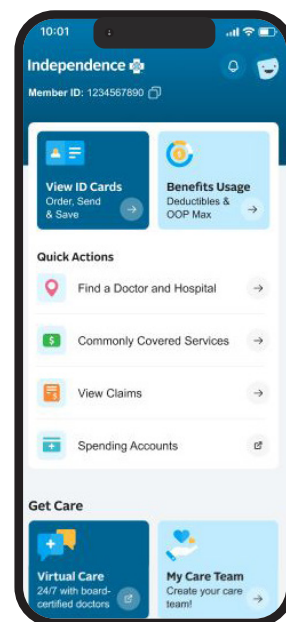 10:01
Independence
Member ID: 1234567890
View ID Cards
Order, Send
& Save
Benefits Usage
Deductibles &
OOP Max
Quick Actions
Find a Doctor and Hospital
$
Commonly Covered Services
$
View Claims
Spending Accounts
Get Care
Virtual Care
24/7 with board-
certified doctors
My Care Team
Create your care
team!